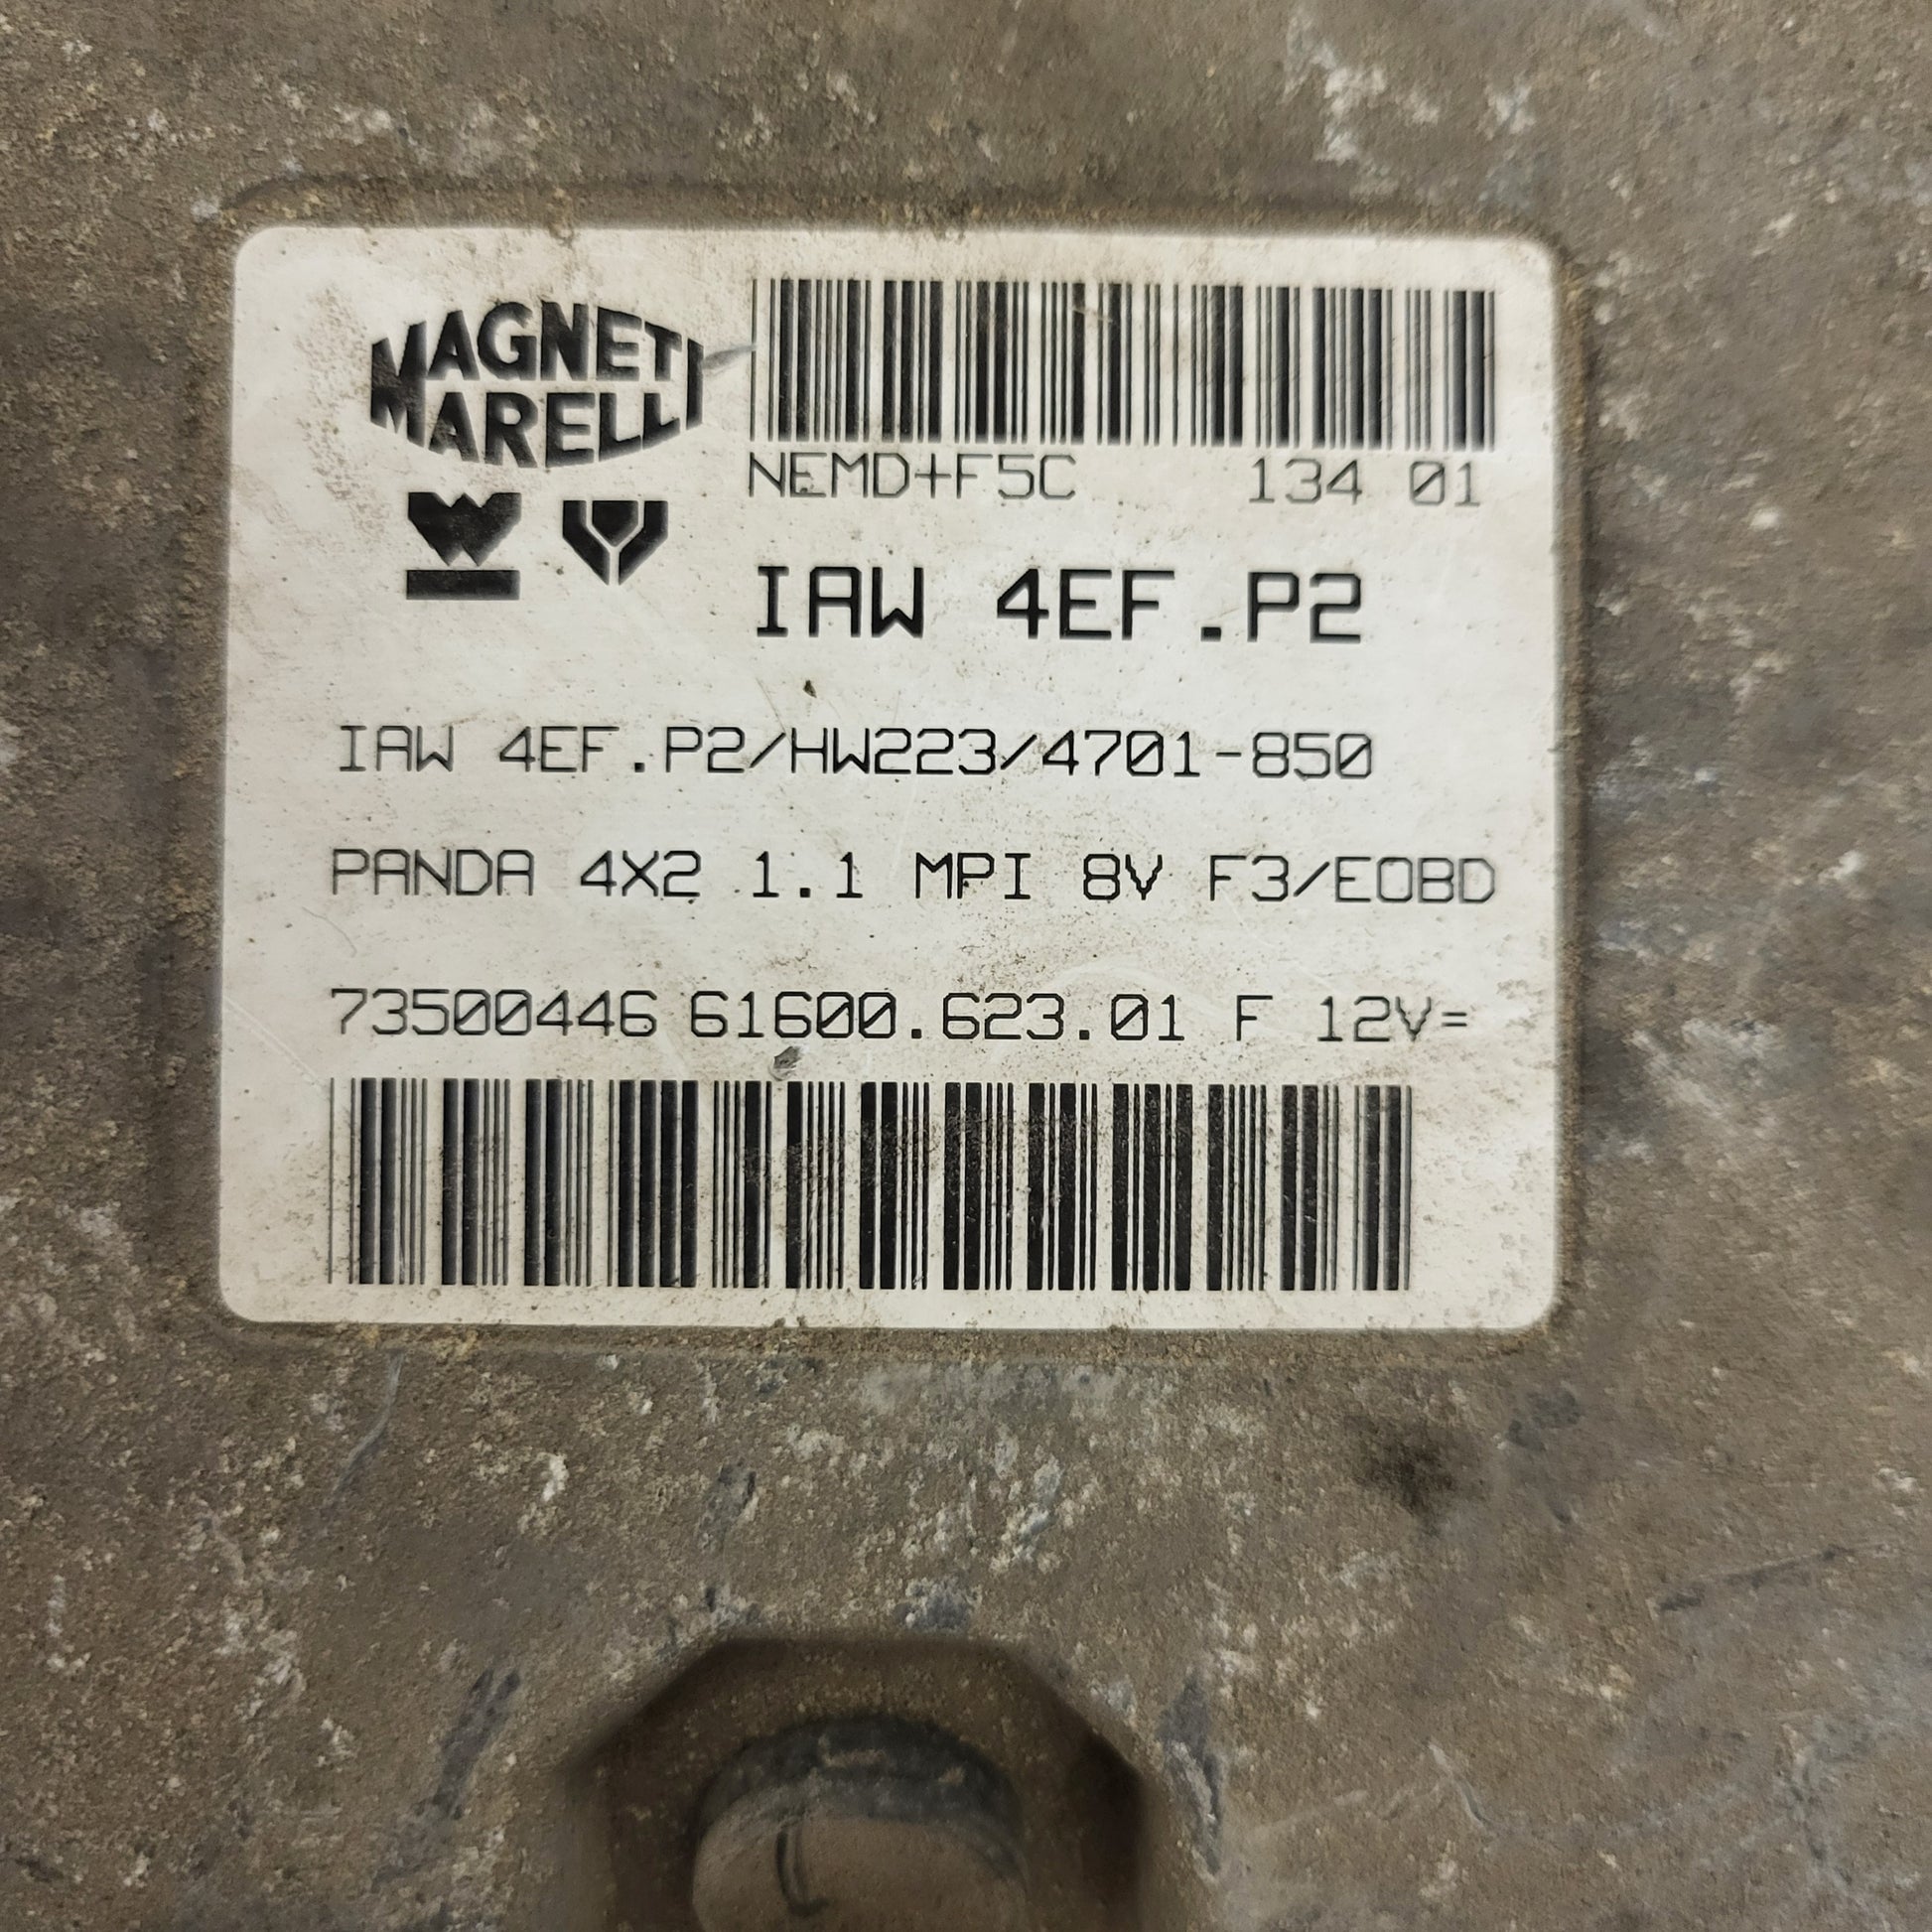 MAGNETI
MARELLI
NEMD+F5C 134 01
IAW 4EF.P2
IAW 4EF.P2/HW223/4701-850
PANDA 4X2 1.1 MPI 8V F3/EOBD
73500446 61600.623.01 F 12V=